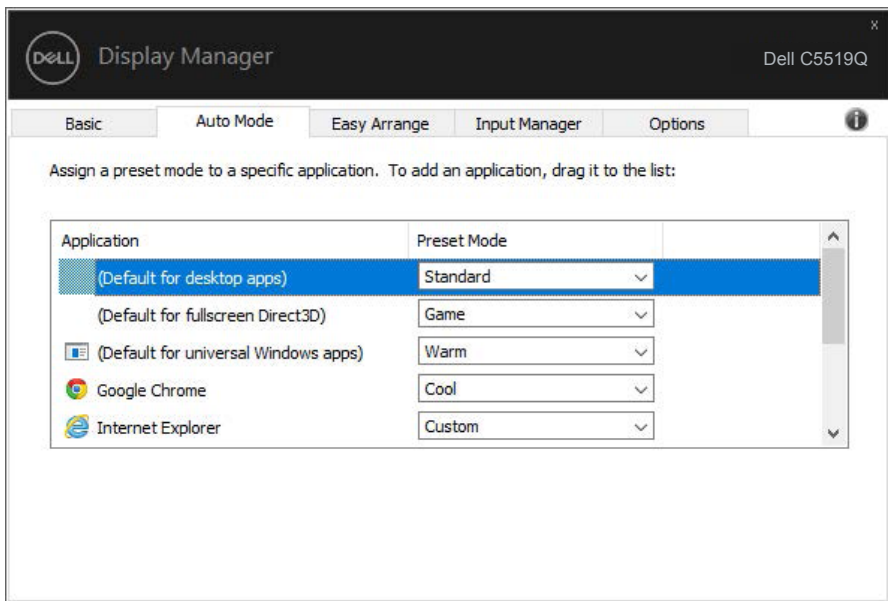 x
DELL Display Manager Dell C5519Q
Basic Auto Mode Easy Arrange Input Manager Options
Assign a preset mode to a specific application. To add an application, drag it to the list:
Application Preset Mode
(Default for desktop apps) Standard
(Default for fullscreen Direct3D) Game
(Default for universal Windows apps) Warm
Google Chrome Cool
Internet Explorer Custom